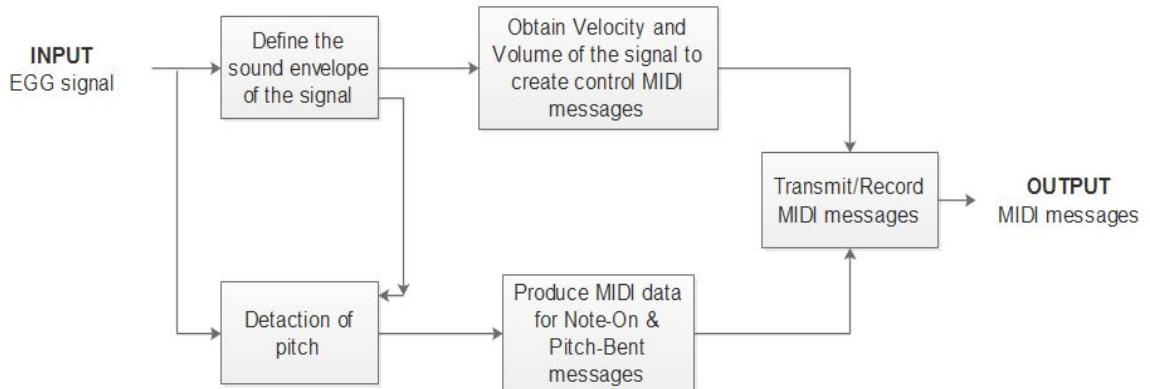 INPUT
EGG signal
Define the
sound envelope
of the signal
Obtain Velocity and
Volume of the signal to
create control MIDI
messages
Transmit/Record
MIDI messages
OUTPUT
MIDI messages
Detaction of
pitch
Produce MIDI data
for Note-On &
Pitch-Bent
messages